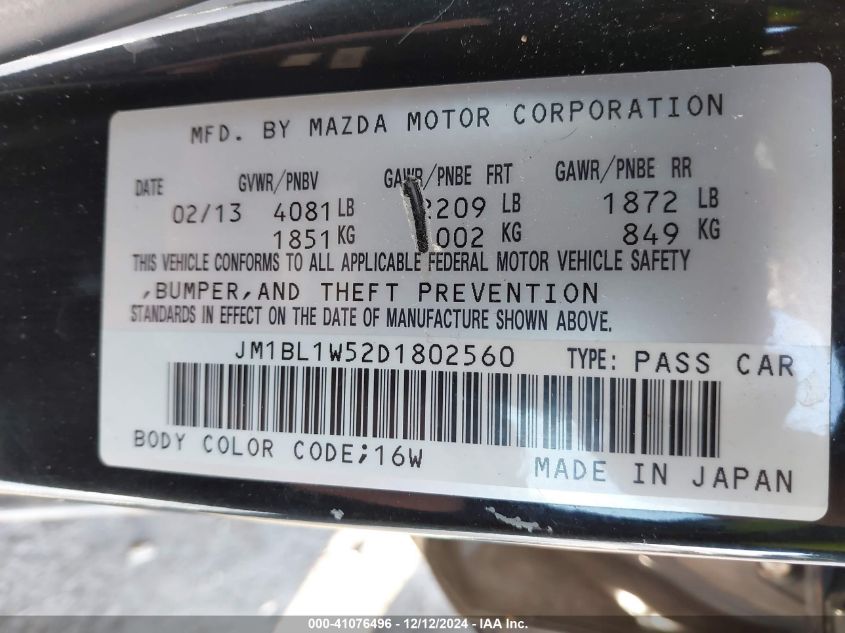 MFD. BY MAZDA MOTOR CORPORATION
DATE GVWR/PNBV GAWR/PNBE FRT GAWR/PNBE RR
02/13 4081 LB 2209 LB 1872 LB
1851 KG 002 KG 849 KG
THIS VEHICLE CONFORMS TO ALL APPLICABLE FEDERAL MOTOR VEHICLE SAFETY
,BUMPER,AND THEFT PREVENTION
STANDARDS IN EFFECT ON THE DATE OF MANUFACTURE SHOWN ABOVE.
JM1BL1W52D1802560 TYPE: PASS CAR
BODY COLOR CODE;16W
MADE IN JAPAN
000-41076496 - 12/12/2024 - IAA Inc.